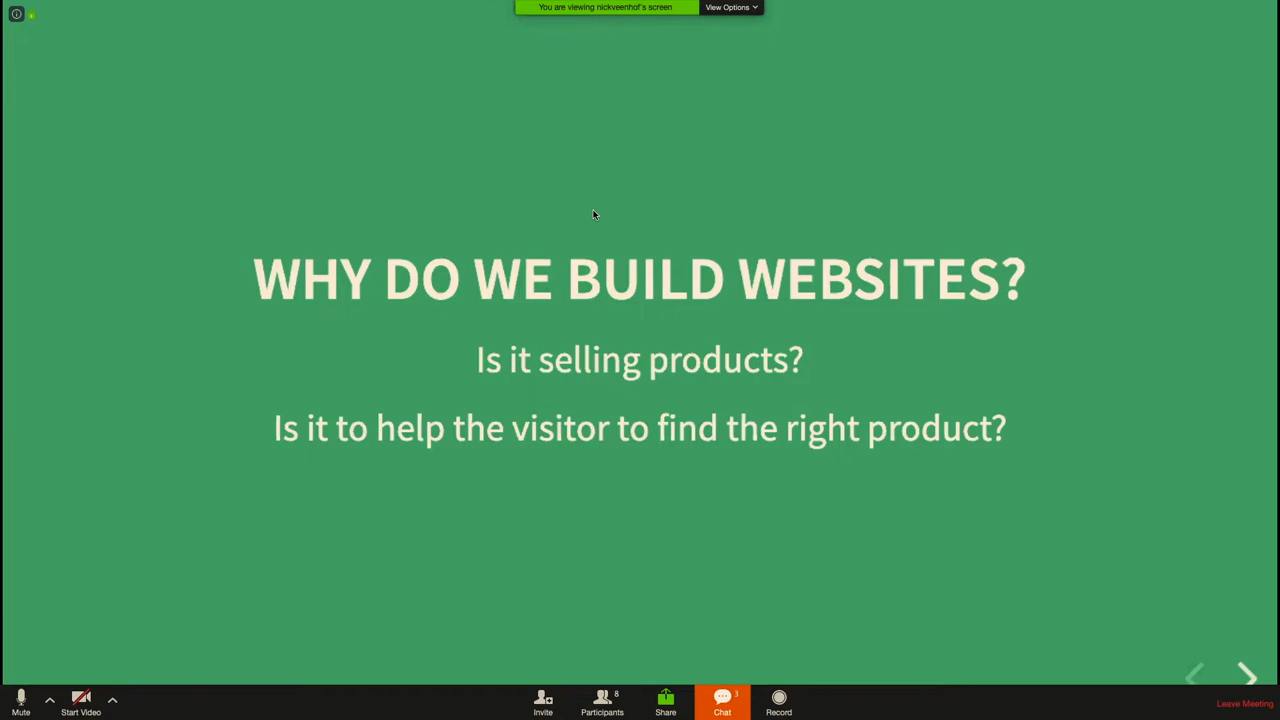 You are viewing nickveenhof's screen
View Options
WHY DO WE BUILD WEBSITES?
Is it selling products?
Is it to help the visitor to find the right product?
Mute
Start Video
Invite
8
Participants
Share
3
Chat
Record
Leave Meeting